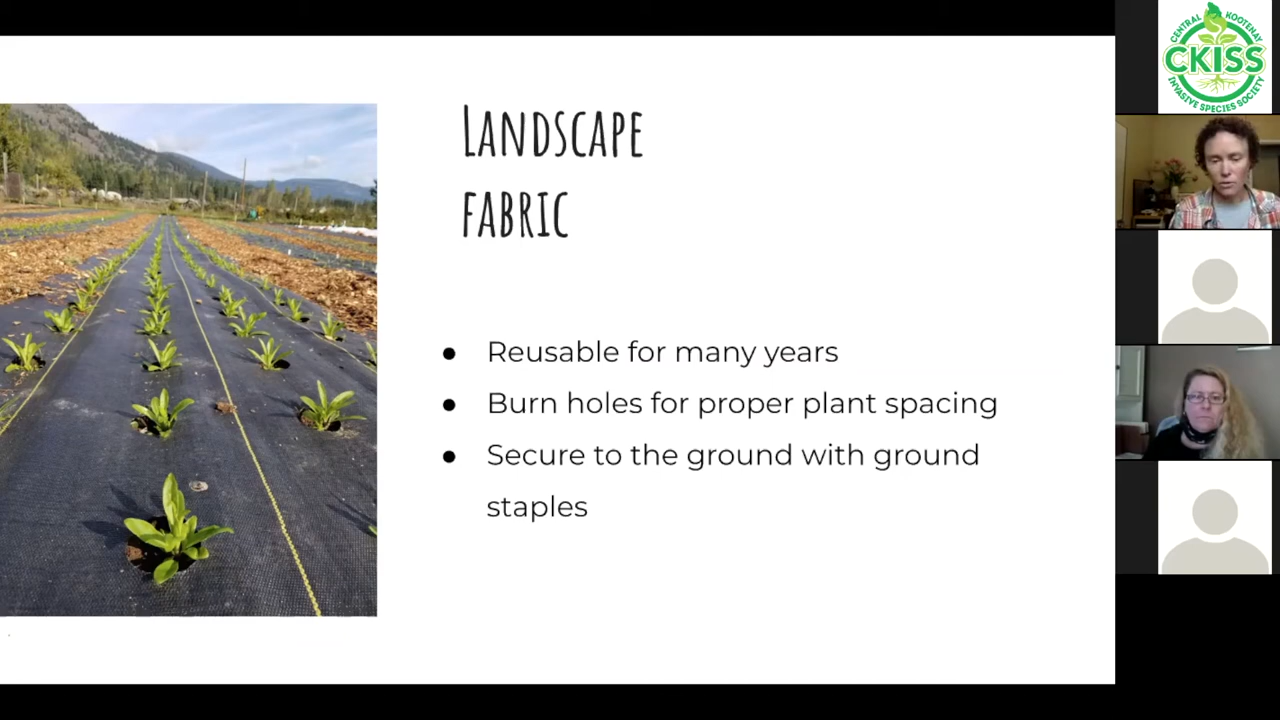 LANDSCAPE
FABRIC
● Reusable for many years
● Burn holes for proper plant spacing
● Secure to the ground with ground
staples
CENTRAL KOOTENAY
CKISS
INVASIVE SPECIES SOCIETY